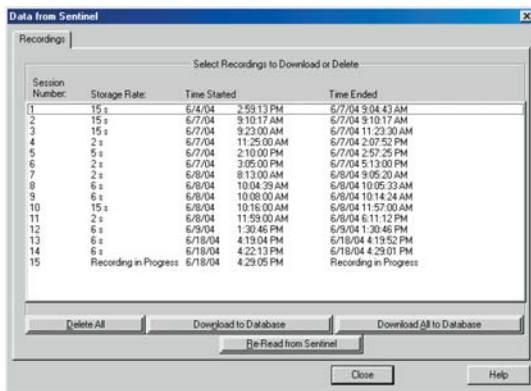 Data from Sentinel
Recordings
Select Recordings to Download or Delete
Session Number: Storage Rate: Time Started Time Ended
1 15 s 6/4/04 2:59:13 PM 6/7/04 9:04:43 AM
2 15 s 6/7/04 9:10:17 AM 6/7/04 9:10:17 AM
3 15 s 6/7/04 9:23:00 AM 6/7/04 11:23:30 AM
4 2 s 6/7/04 11:25:00 AM 6/7/04 2:07:52 PM
5 5 s 6/7/04 2:10:00 PM 6/7/04 2:57:25 PM
6 2 s 6/7/04 3:05:00 PM 6/7/04 5:13:00 PM
7 2 s 6/8/04 8:13:00 AM 6/8/04 9:05:20 AM
8 6 s 6/8/04 10:04:39 AM 6/8/04 10:05:33 AM
9 6 s 6/8/04 10:08:00 AM 6/8/04 10:14:24 AM
10 15 s 6/8/04 10:16:00 AM 6/8/04 11:57:00 AM
11 2 s 6/8/04 11:59:00 AM 6/8/04 6:11:12 PM
12 6 s 6/9/04 1:30:46 PM 6/9/04 1:30:46 PM
13 6 s 6/18/04 4:19:04 PM 6/18/04 4:19:52 PM
14 6 s 6/18/04 4:22:13 PM 6/18/04 4:29:01 PM
15 Recording in Progress 6/18/04 4:29:05 PM Recording in Progress
Delete All Download to Database Download All to Database
Re-Read from Sentinel
Close Help